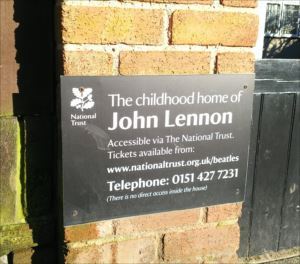 The childhood home of
John Lennon
National
Trust
Accessible via The National Trust.
Tickets available from:
www.nationaltrust.org.uk/beatles
Telephone: 0151 427 7231
(There is no direct access inside the house)